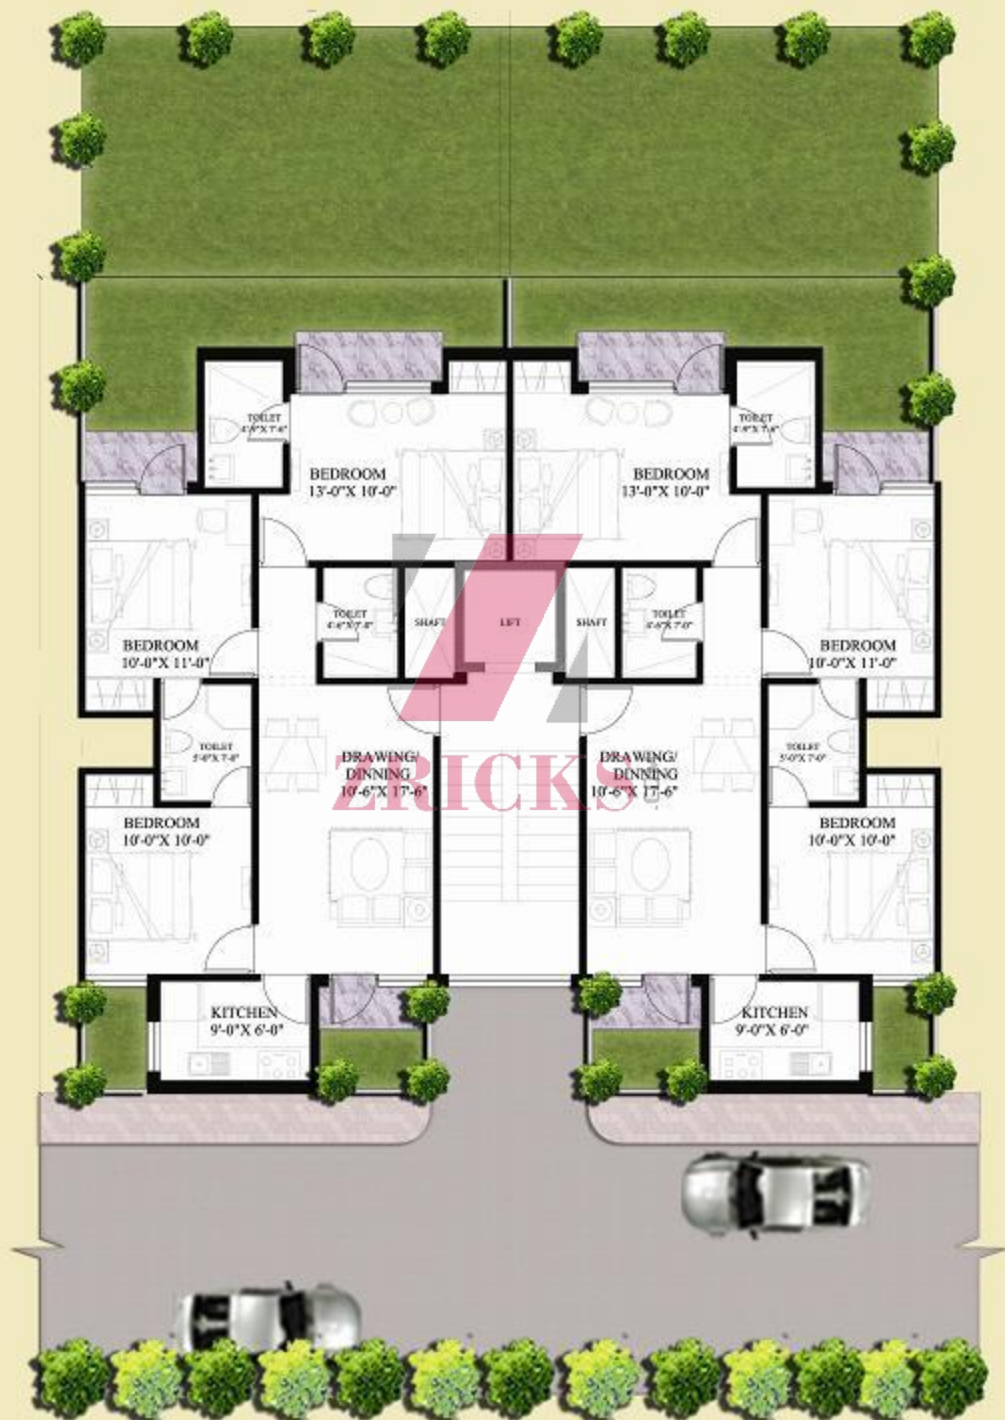 TOILET
4'-9"X 7'-6"
TOILET
4'-9"X 7'-6"
BEDROOM
13'-0"X 10'-0"
BEDROOM
13'-0"X 10'-0"
TOILET
4'-6"X 7'-0"
SHAFT
LIFT
SHAFT
TOILET
4'-6"X 7'-0"
BEDROOM
10'-0"X 11'-0"
BEDROOM
10'-0"X 11'-0"
TOILET
5'-0"X 7'-0"
DRAWING/
DINNING
10'-6"X 17'-6"
DRAWING/
DINNING
10'-6"X 17'-6"
TOILET
5'-0"X 7'-0"
ZRICKS
BEDROOM
10'-0"X 10'-0"
BEDROOM
10'-0"X 10'-0"
KITCHEN
9'-0"X 6'-0"
KITCHEN
9'-0"X 6'-0"